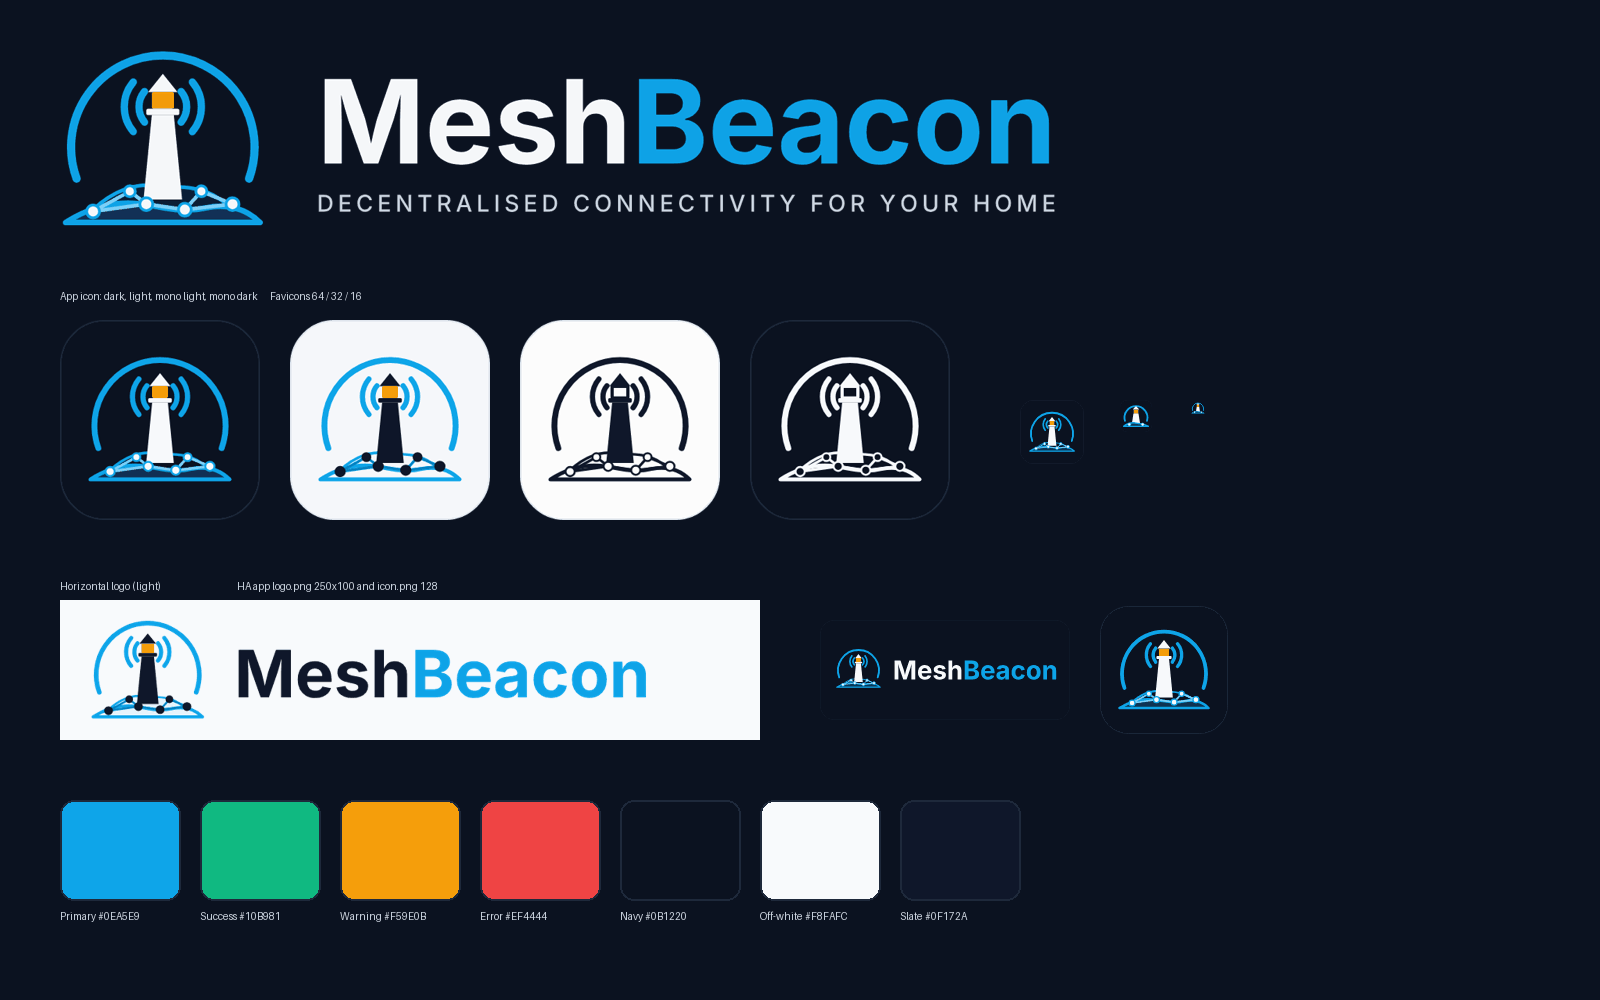 MeshBeacon
DECENTRALISED CONNECTIVITY FOR YOUR HOME
App icon: dark, light, mono light, mono dark Favicons 64 / 32 / 16
Horizontal logo (light) HA app logo.png 250x100 and icon.png 128
MeshBeacon
MeshBeacon
Primary #0EA5E9
Success #10B981
Warning #F59E0B
Error #EF4444
Navy #0B1220
Off-white #F8FAFC
Slate #0F172A